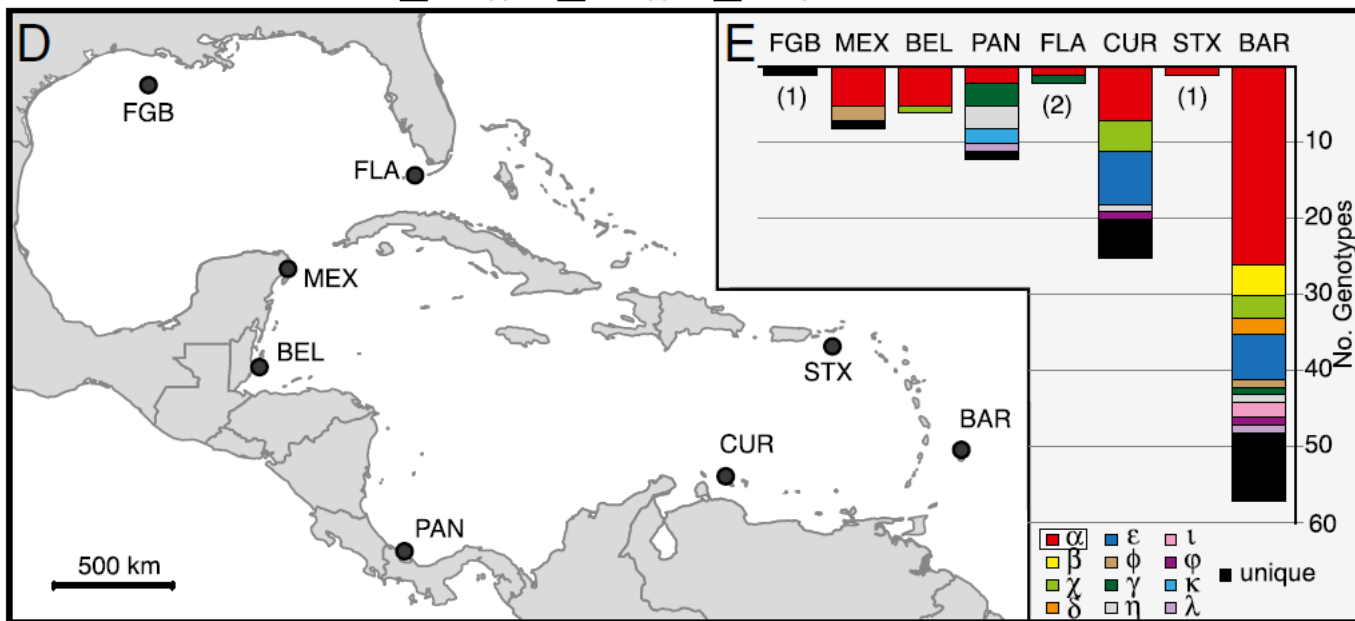 D
E FGB MEX BEL PAN FLA CUR STX BAR
(1) (2) (1)
FGB
FLA
MEX
BEL
STX
BAR
CUR
PAN
500 km
10
20
30
40
50
60
No. Genotypes
α ε ι
β ϕ φ
χ γ κ
δ η λ
unique